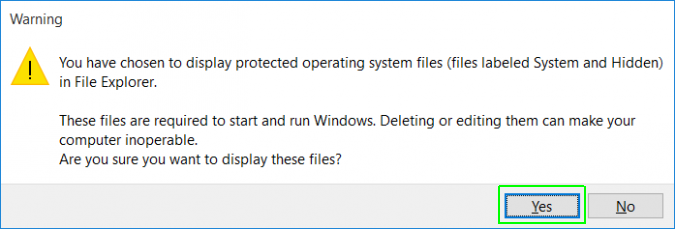 Warning
You have chosen to display protected operating system files (files labeled System and Hidden)
in File Explorer.
These files are required to start and run Windows. Deleting or editing them can make your
computer inoperable.
Are you sure you want to display these files?
Yes No